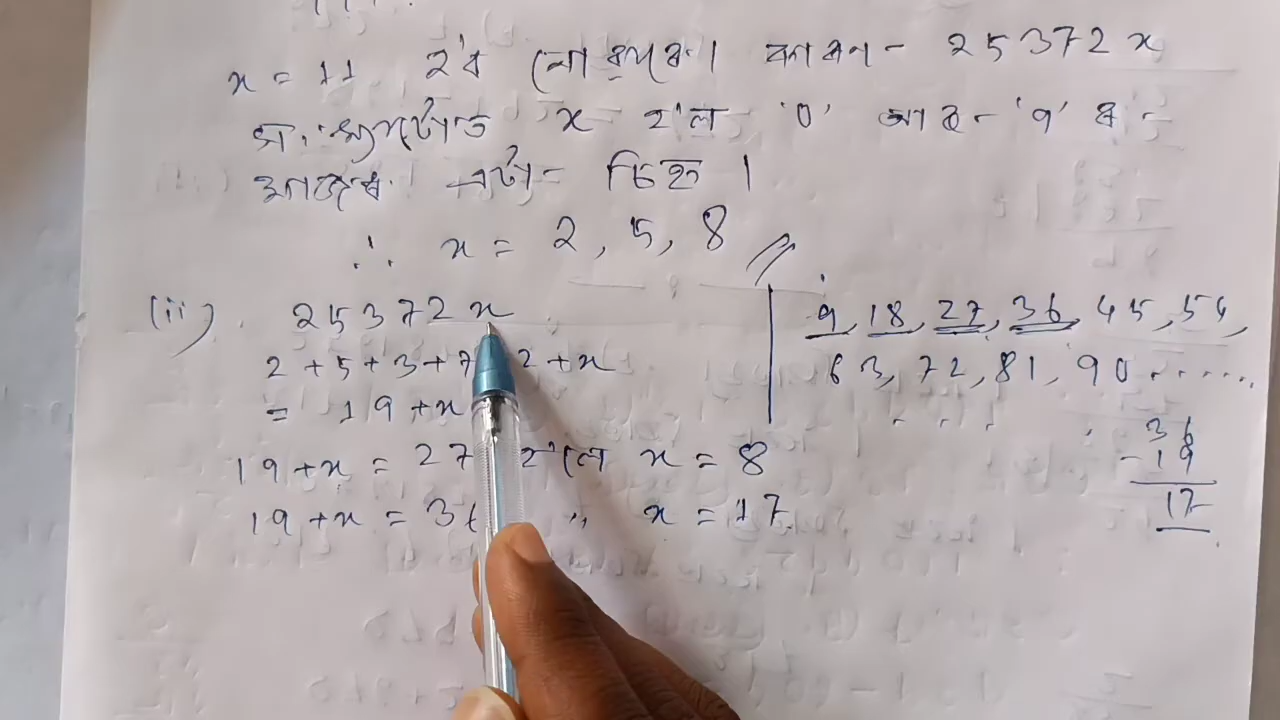 x = 11 হ'ব নোৱাৰে। কাৰণ- 25372x
সংখ্যাটোত x হ'ল '0' আৰু '9' ৰ
মাজৰ এটা চিহ্ন।
∴ x = 2, 5, 8
(ii) 25372x
2 + 5 + 3 + 7 2 + x
= 19 + x
19 + x = 27 হ'লে x = 8
19 + x = 36 ,, x = 17
9, 18, 27, 36, 45, 54,
63, 72, 81, 90 .......
36
- 19
17